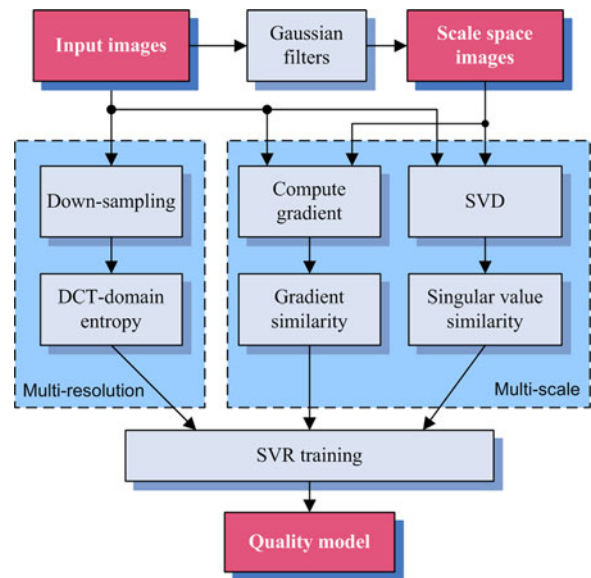 Input images
Gaussian
filters
Scale space
images
Down-sampling
Compute
gradient
SVD
DCT-domain
entropy
Gradient
similarity
Singular value
similarity
Multi-resolution
Multi-scale
SVR training
Quality model